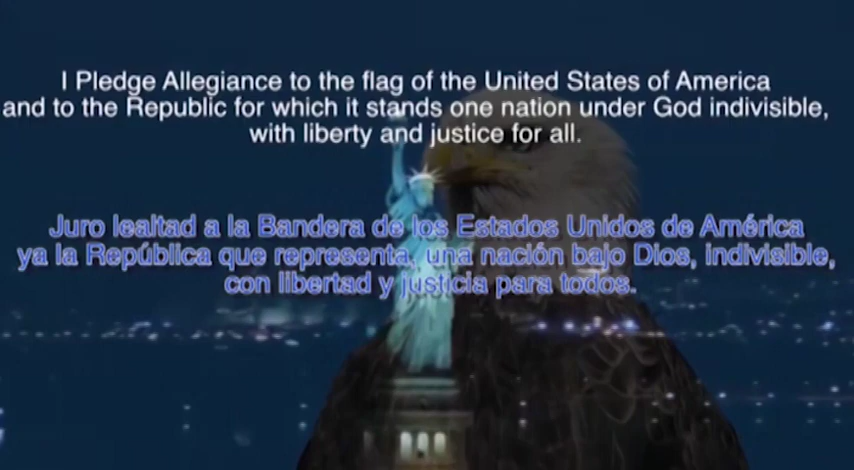 I Pledge Allegiance to the flag of the United States of America
and to the Republic for which it stands one nation under God indivisible,
with liberty and justice for all.
Juro lealtad a la Bandera de los Estados Unidos de América
ya la República que representa, una nación bajo Dios, indivisible,
con libertad y justicia para todos.